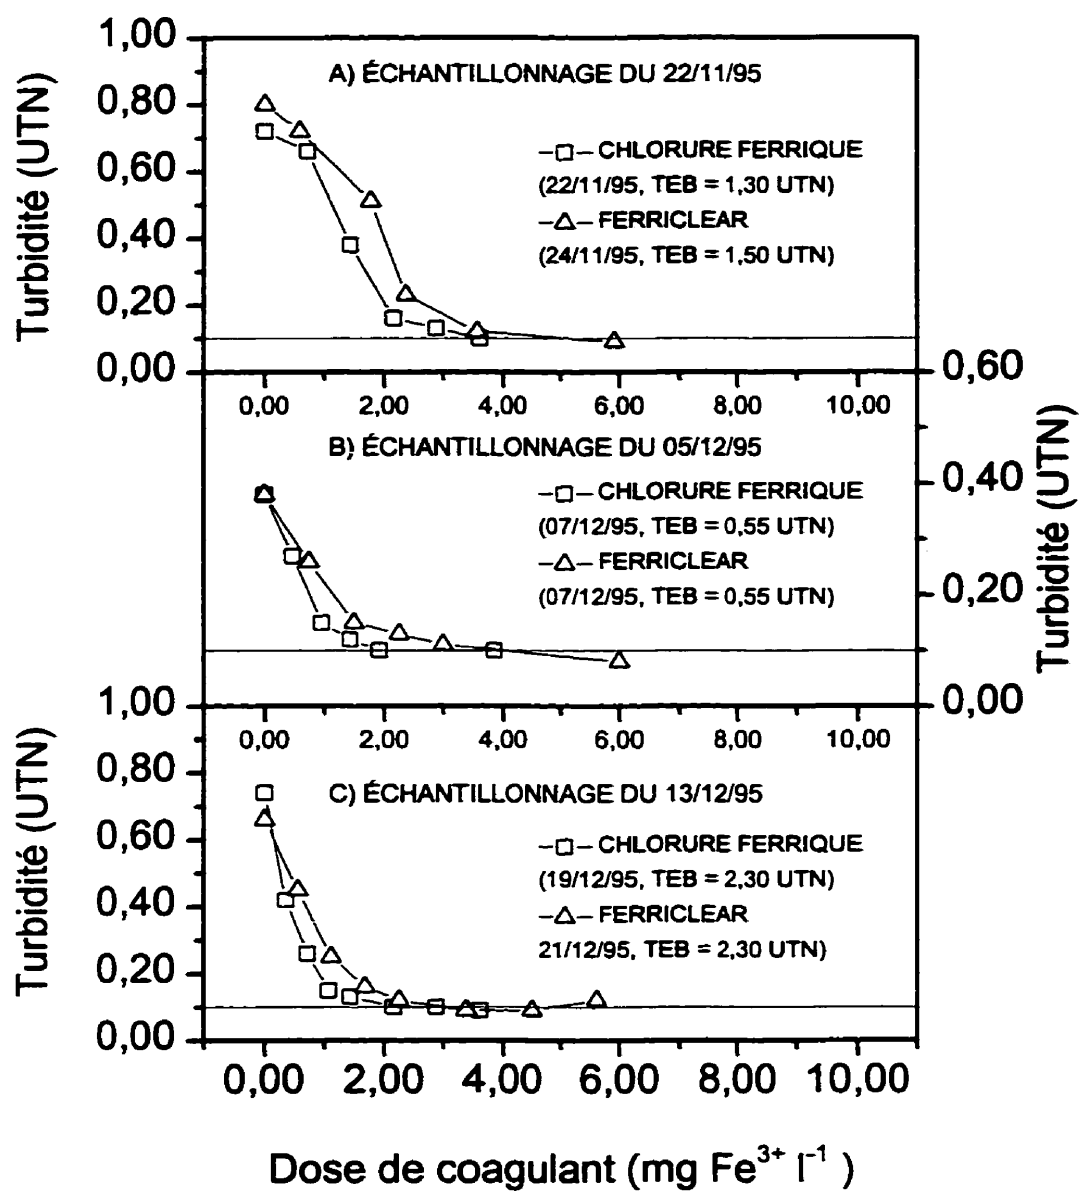 1,00
A) ÉCHANTILLONNAGE DU 22/11/95
0,80
0,60
0,40
0,20
0,00
Turbidité (UTN)
CHLORURE FERRIQUE
(22/11/95, TEB = 1,30 UTN)
FERRICLEAR
(24/11/95, TEB = 1,50 UTN)
0,00 2,00 4,00 6,00 8,00 10,00
0,60
0,40
0,20
0,00
Turbidité (UTN)
B) ÉCHANTILLONNAGE DU 05/12/95
CHLORURE FERRIQUE
(07/12/95, TEB = 0,55 UTN)
FERRICLEAR
(07/12/95, TEB = 0,55 UTN)
0,00 2,00 4,00 6,00 8,00 10,00
1,00
0,80
0,60
0,40
0,20
0,00
Turbidité (UTN)
C) ÉCHANTILLONNAGE DU 13/12/95
CHLORURE FERRIQUE
(19/12/95, TEB = 2,30 UTN)
FERRICLEAR
21/12/95, TEB = 2,30 UTN)
0,00 2,00 4,00 6,00 8,00 10,00
Dose de coagulant (mg Fe³⁺ l⁻¹ )